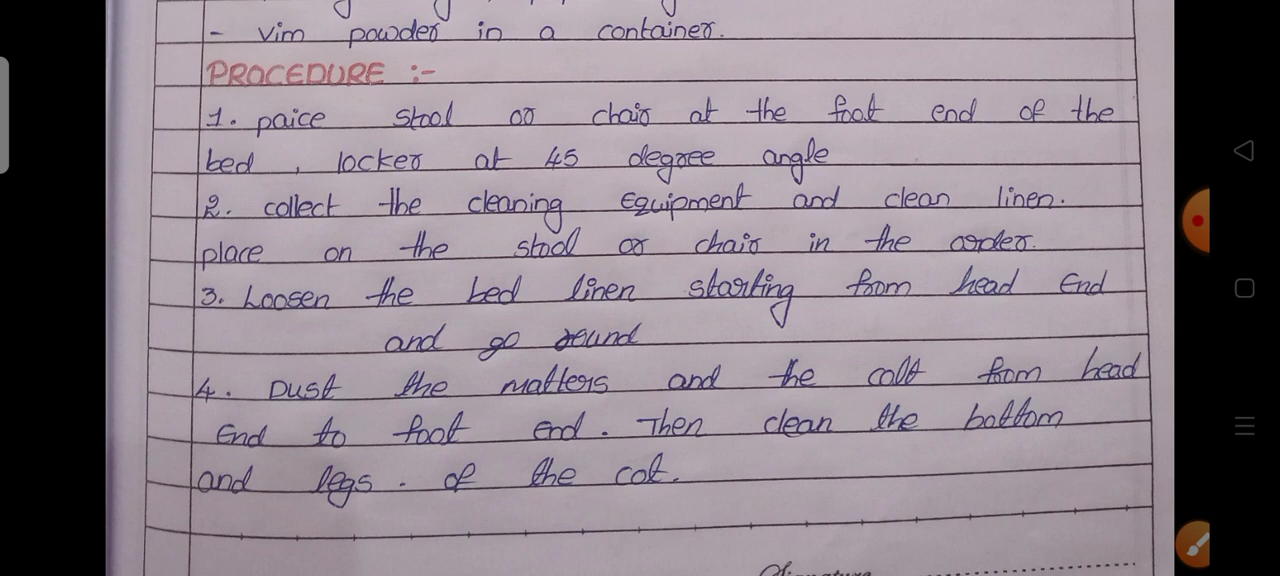 - vim powder in a container.
PROCEDURE :-
1. paice stool or chair at the foot end of the
bed , locker at 45 degree angle
2. collect the cleaning Equipment and clean linen.
place on the stool or chair in the order.
3. Loosen the bed linen starting from head End
and go round
4. Dust the matters and the colt from head
End to foot end. Then clean the bottom
and legs . of the cot.